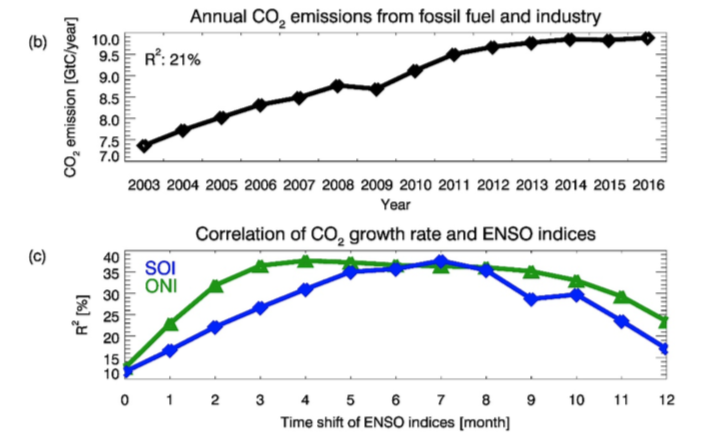 Annual CO₂ emissions from fossil fuel and industry
(b)
R²: 21%
CO₂ emission [GtC/year]
10.0
9.5
9.0
8.5
8.0
7.5
7.0
2003 2004 2005 2006 2007 2008 2009 2010 2011 2012 2013 2014 2015 2016
Year
Correlation of CO₂ growth rate and ENSO indices
(c)
SOI
ONI
R² [%]
40
35
30
25
20
15
10
0 1 2 3 4 5 6 7 8 9 10 11 12
Time shift of ENSO indices [month]